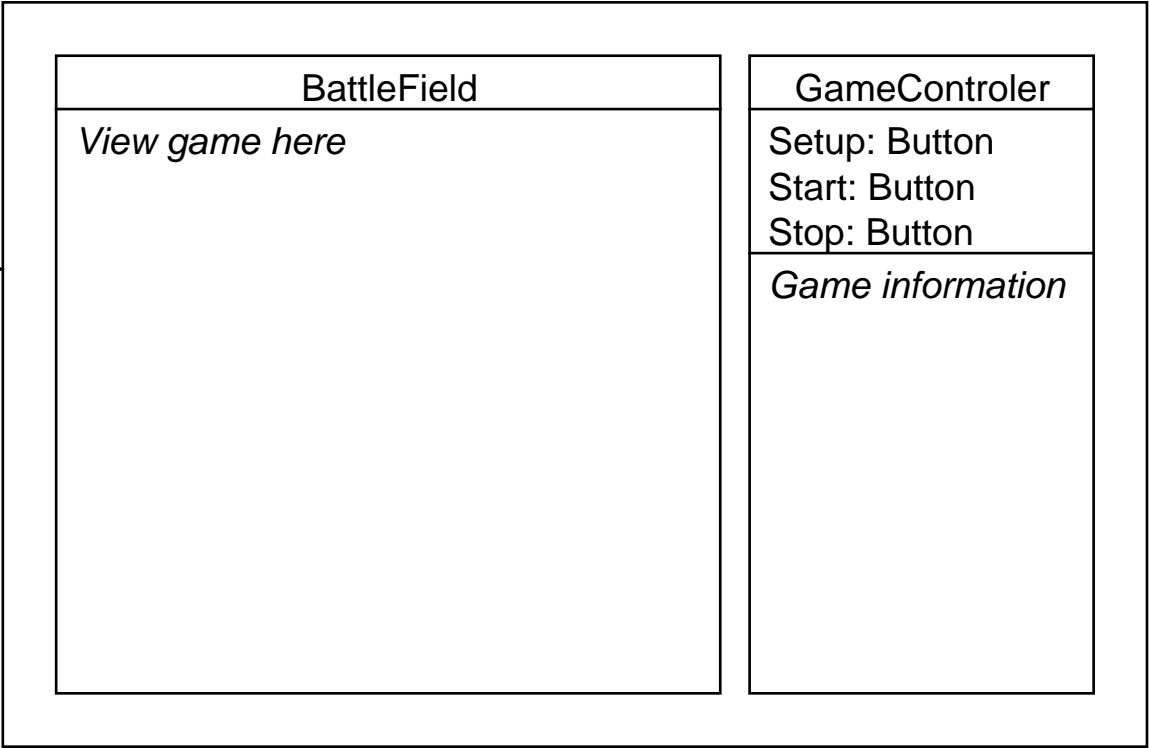 BattleField
View game here
GameControler
Setup: Button
Start: Button
Stop: Button
Game information